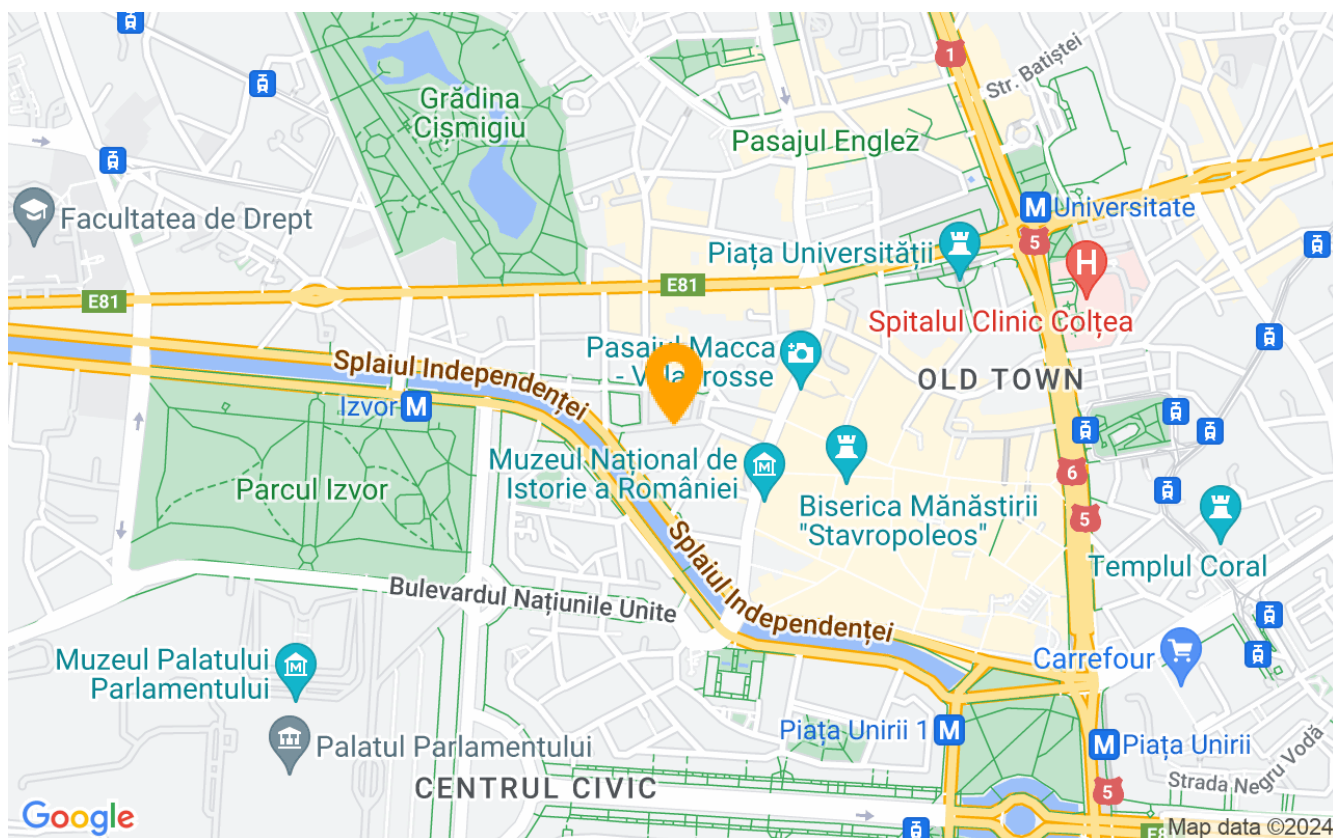 1
Str. Batiștei
Grădina
Cișmigiu
Pasajul Englez
Facultatea de Drept
M Universitate
5
Piața Universității
H
E81
E81
Spitalul Clinic Colțea
Splaiul Independenței
Pasajul Macca
OLD TOWN
Izvor M
Muzeul Național de
Istorie a României
M
6
Parcul Izvor
Biserica Mănăstirii
"Stavropoleos"
5
Templul Coral
Splaiul Independenței
Bulevardul Națiunile Unite
Muzeul Palatului
Parlamentului
M
Carrefour
Piața Unirii 1 M
M Piața Unirii
Palatul Parlamentului
Strada Negru Vodă
CENTRUL CIVIC
5
Google
Map data ©2024